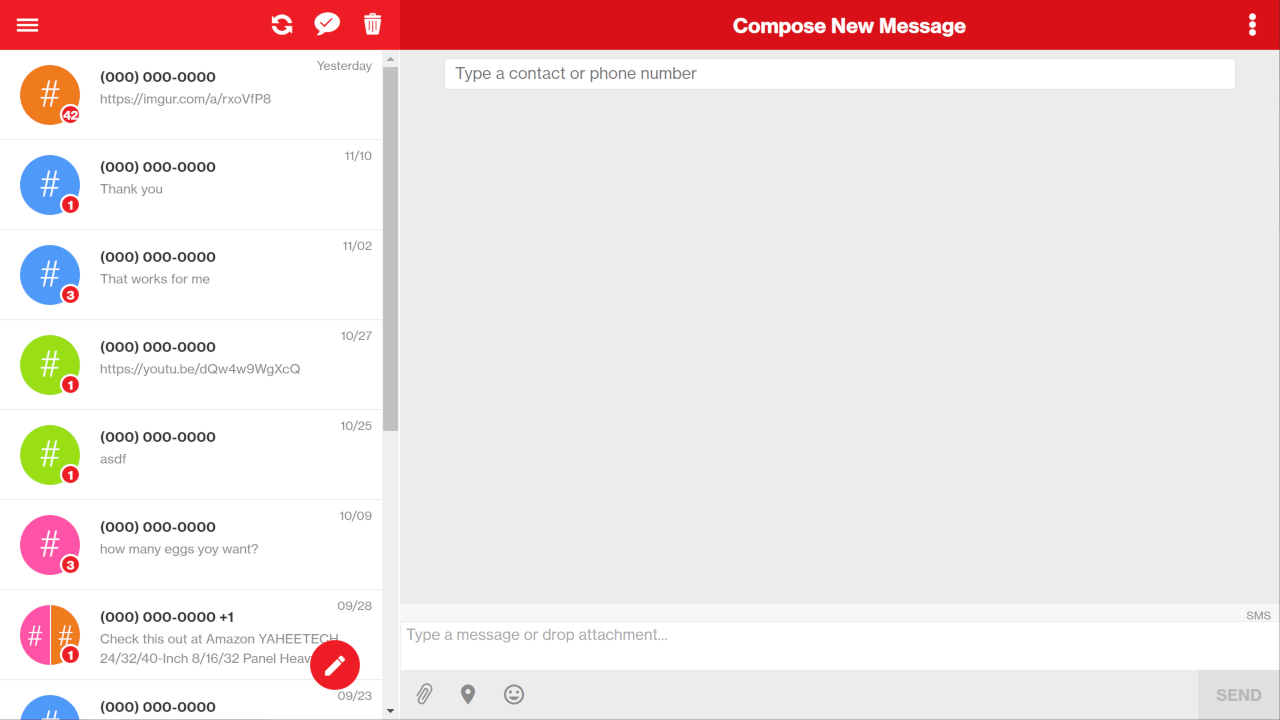 Compose New Message
Yesterday
(000) 000-0000
https://imgur.com/a/rxoVfP8
#
42
11/10
(000) 000-0000
Thank you
#
1
11/02
(000) 000-0000
That works for me
#
3
10/27
(000) 000-0000
https://youtu.be/dQw4w9WgXcQ
#
1
10/25
(000) 000-0000
asdf
#
1
10/09
(000) 000-0000
how many eggs yoy want?
#
3
09/28
(000) 000-0000 +1
Check this out at Amazon YAHEETECH
24/32/40-Inch 8/16/32 Panel
# #
1
09/23
(000) 000-0000
#
Type a contact or phone number
SMS
Type a message or drop attachment...
SEND